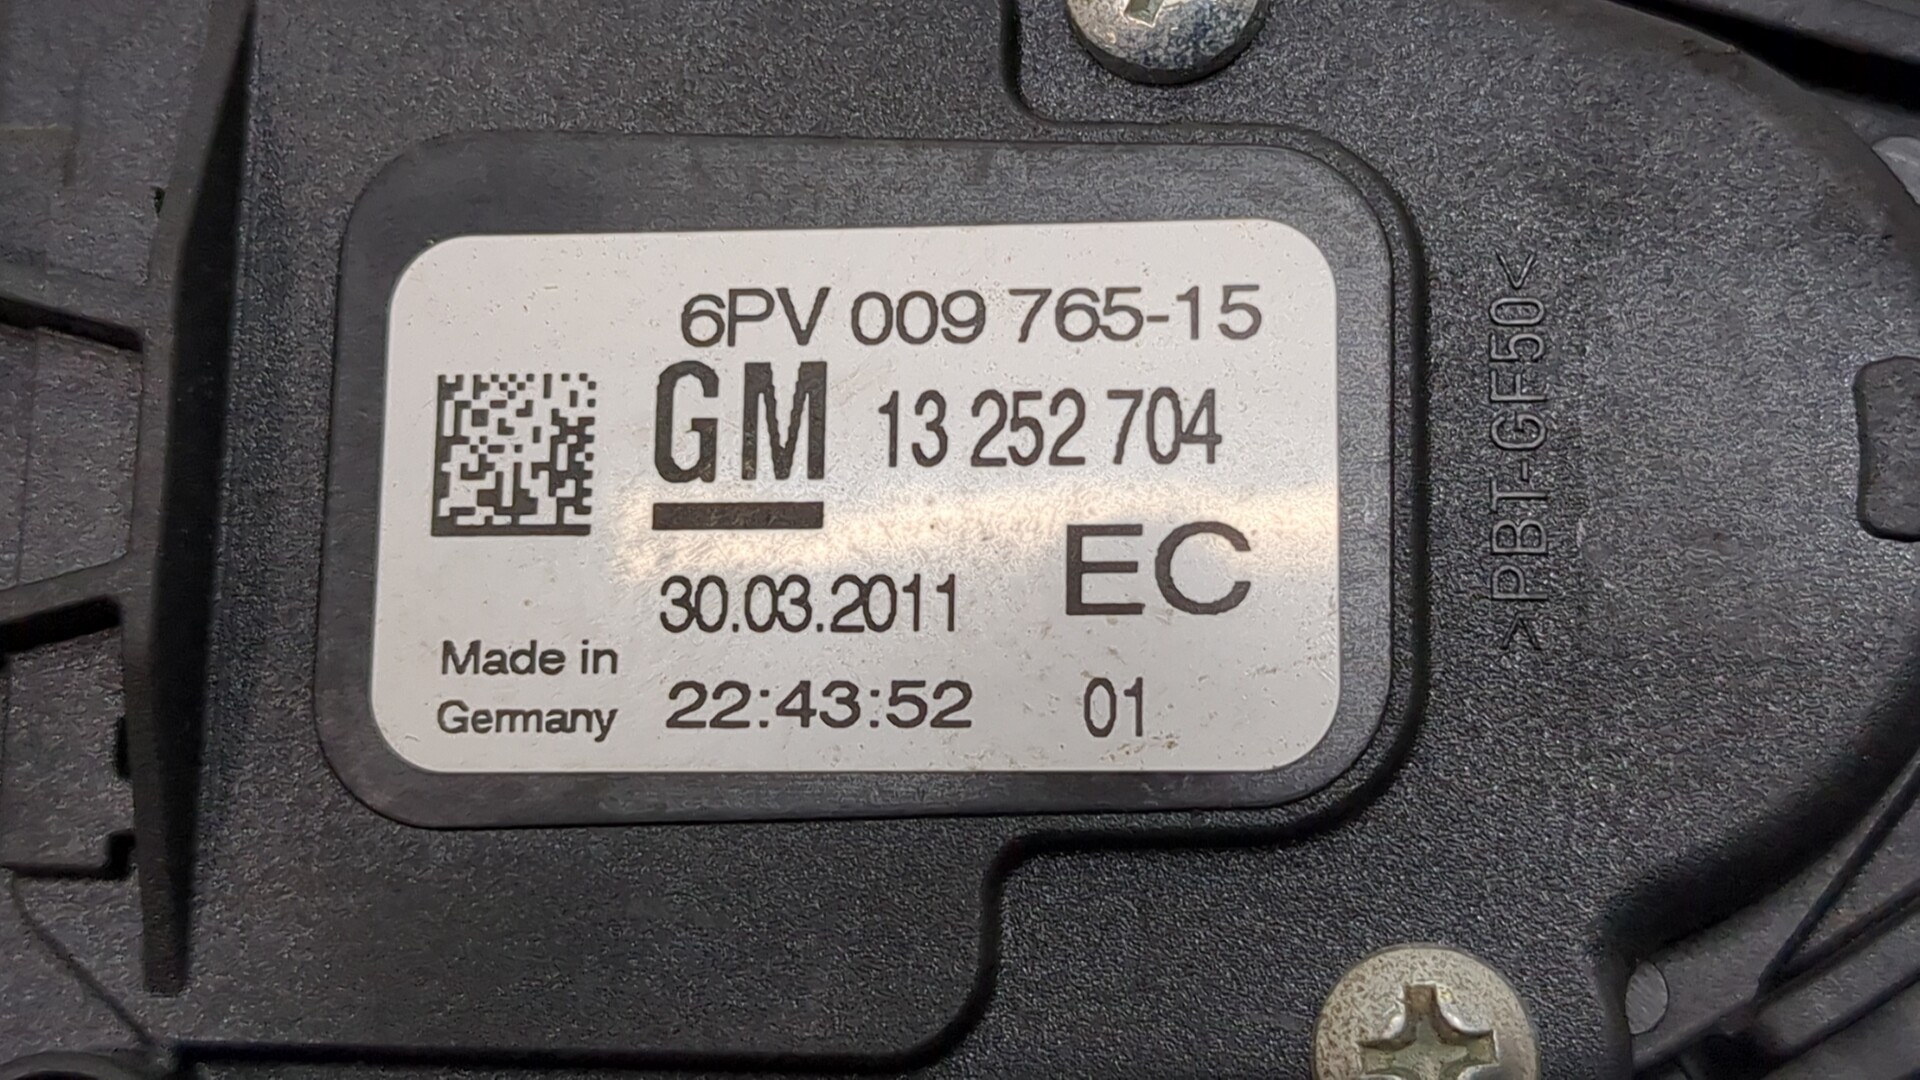 6PV 009 765-15
GM 13 252 704
EC
30.03.2011
Made in
Germany
22:43:52 01
>PBT-GF50<